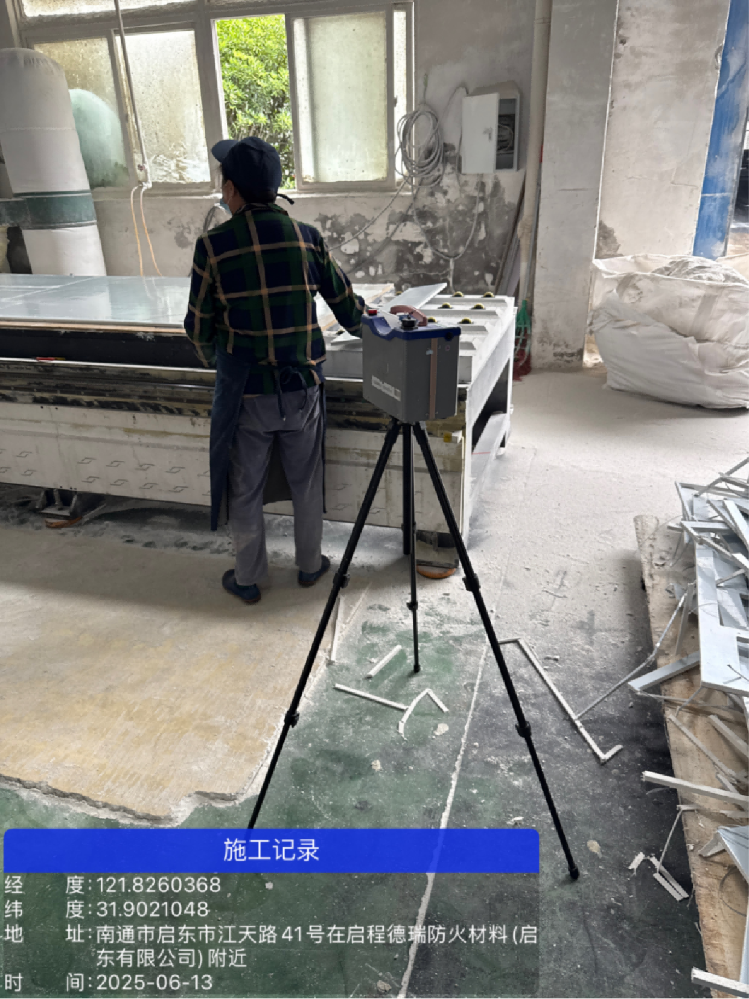 施工记录
经 度:121.8260368
纬 度:31.9021048
地 址:南通市启东市江天路41号在启程德瑞防火材料(启
东有限公司)附近
时 间:2025-06-13